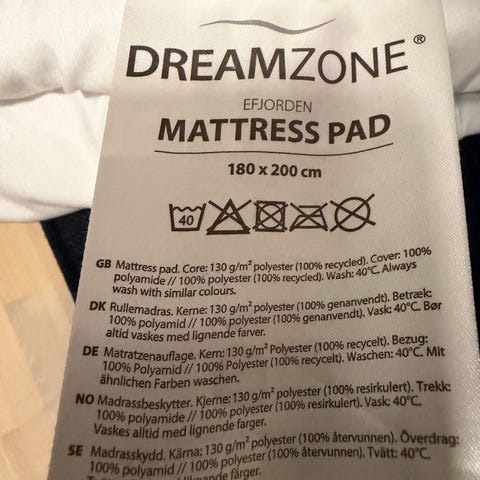 DREAMZONE®
EFJORDEN
MATTRESS PAD
180 x 200 cm
40
GB Mattress pad. Core: 130 g/m² polyester (100% recycled). Cover: 100%
polyamide // 100% polyester (100% recycled). Wash: 40°C. Always
wash with similar colours.
DK Rullemadras. Kerne: 130 g/m² polyester (100% genanvendt). Betræk:
100% polyamid // 100% polyester (100% genanvendt). Vask: 40°C. Bør
altid vaskes med lignende farver.
DE Matratzenauflage. Kern: 130 g/m² Polyester (100% recycelt). Bezug:
100% Polyamid // 100% Polyester (100% recycelt). Waschen: 40°C. Mit
ähnlichen Farben waschen.
NO Madrassbeskytter. Kjerne: 130 g/m² polyester (100% resirkulert). Trekk:
100% polyamide // 100% polyester (100% resirkulert). Vask: 40°C.
Vaskes alltid med lignende farger.
SE Madrasskydd. Kärna: 130 g/m² polyester (100% återvunnen). Överdrag:
100% polyamid // 100% polyester (100% återvunnen). Tvätt: 40°C.
liknande färger.